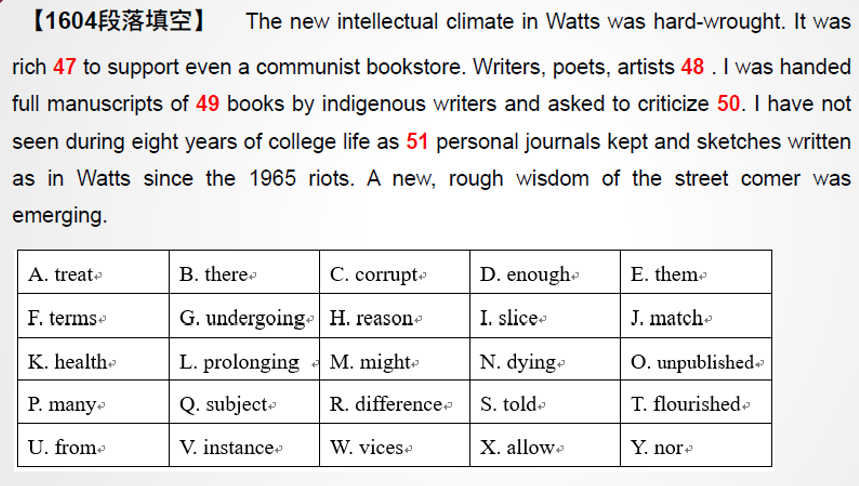 【1604段落填空】 The new intellectual climate in Watts was hard-wrought. It was
rich 47 to support even a communist bookstore. Writers, poets, artists 48 . I was handed
full manuscripts of 49 books by indigenous writers and asked to criticize 50. I have not
seen during eight years of college life as 51 personal journals kept and sketches written
as in Watts since the 1965 riots. A new, rough wisdom of the street comer was
emerging.
A. treat B. there C. corrupt D. enough E. them
F. terms G. undergoing H. reason I. slice J. match
K. health L. prolonging M. might N. dying O. unpublished
P. many Q. subject R. difference S. told T. flourished
U. from V. instance W. vices X. allow Y. nor